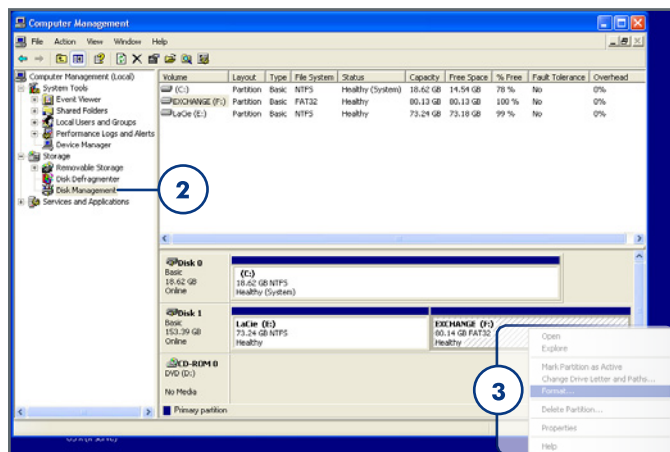 Computer Management
File Action View Window Help
Computer Management (Local)
System Tools
Event Viewer
Shared Folders
Local Users and Groups
Performance Logs and Alerts
Device Manager
Storage
Removable Storage
Disk Defragmenter
Disk Management
Services and Applications
2
Volume Layout Type File System Status Capacity Free Space % Free Fault Tolerance Overhead
(C:) Partition Basic NTFS Healthy (System) 18.62 GB 14.54 GB 78 % No 0%
EXCHANGE (F:) Partition Basic FAT32 Healthy 80.13 GB 80.13 GB 100 % No 0%
LaCie (E:) Partition Basic NTFS Healthy 73.24 GB 73.18 GB 99 % No 0%
Disk 0
Basic
18.62 GB
Online
(C:)
18.62 GB NTFS
Healthy (System)
Disk 1
Basic
153.39 GB
Online
LaCie (E:)
73.24 GB NTFS
Healthy
EXCHANGE (F:)
80.14 GB FAT32
Healthy
CD-ROM 0
DVD (D:)
No Media
Primary partition
3
Open
Explore
Mark Partition as Active
Change Drive Letter and Paths...
Format...
Delete Partition...
Properties
Help